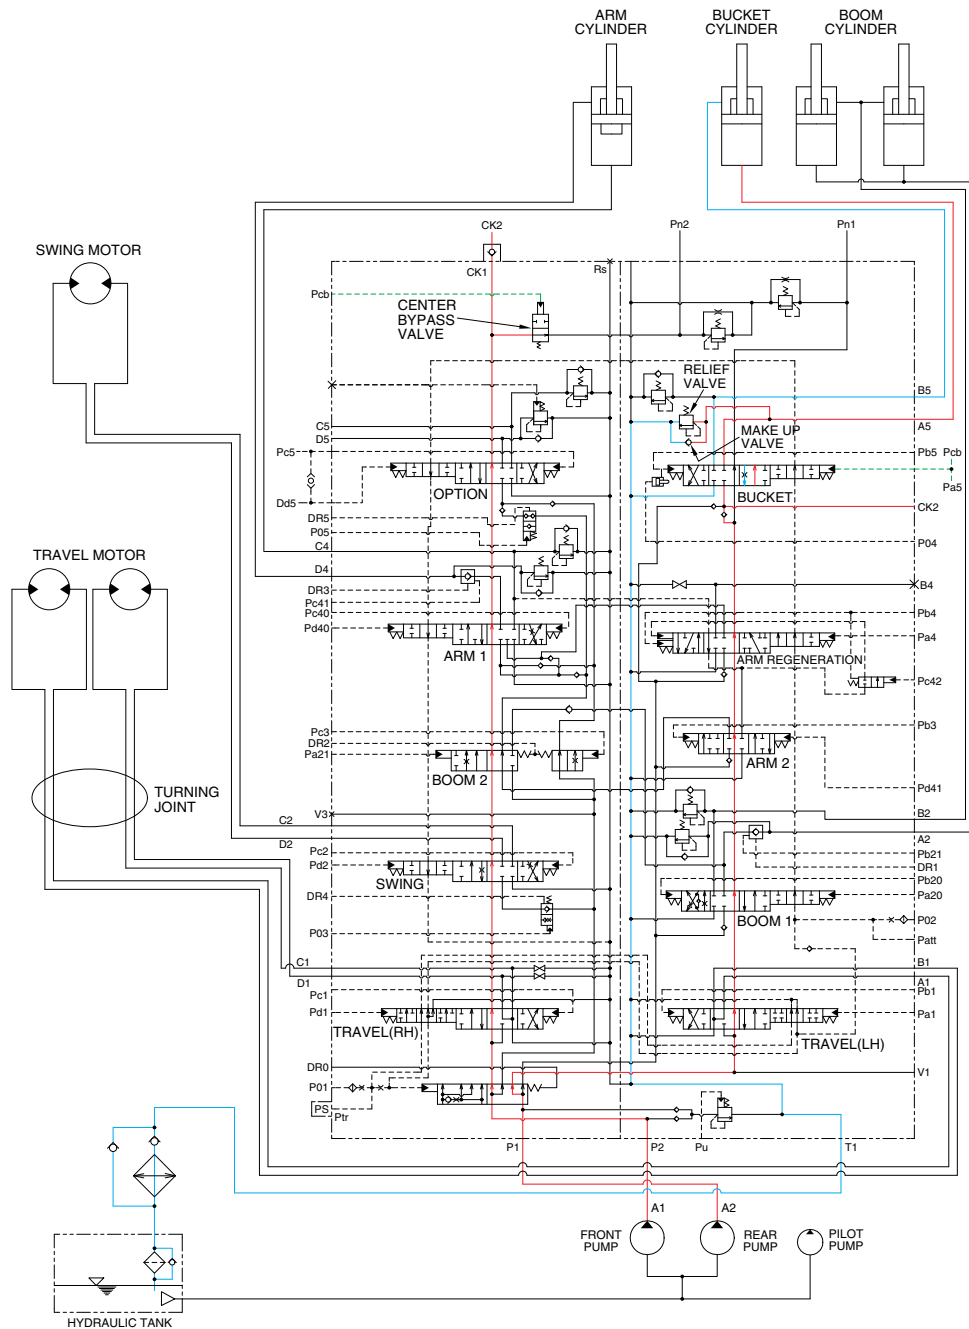 ARM
CYLINDER
BUCKET
CYLINDER
BOOM
CYLINDER
SWING MOTOR
CK2
Pn2
Pn1
CK1
Rs
Pcb
CENTER
BYPASS
VALVE
RELIEF
VALVE
B5
C5
A5
D5
MAKE UP
VALVE
Pc5
Pb5
Pcb
OPTION
BUCKET
Pa5
Dd5
CK2
DR5
P05
P04
C4
TRAVEL MOTOR
D4
B4
DR3
Pc41
Pc40
Pb4
Pd40
Pa4
ARM 1
ARM REGENERATION
Pc42
Pc3
Pb3
DR2
Pa21
ARM 2
BOOM 2
Pd41
TURNING
JOINT
V3
B2
C2
D2
A2
Pc2
Pb21
Pd2
DR1
SWING
Pb20
Pa20
DR4
BOOM 1
P03
P02
Patt
C1
B1
D1
A1
Pc1
Pb1
Pd1
Pa1
TRAVEL(RH)
TRAVEL(LH)
DR0
V1
P01
PS
Ptr
P1
P2
Pu
T1
A1
A2
FRONT
PUMP
REAR
PUMP
PILOT
PUMP
HYDRAULIC TANK